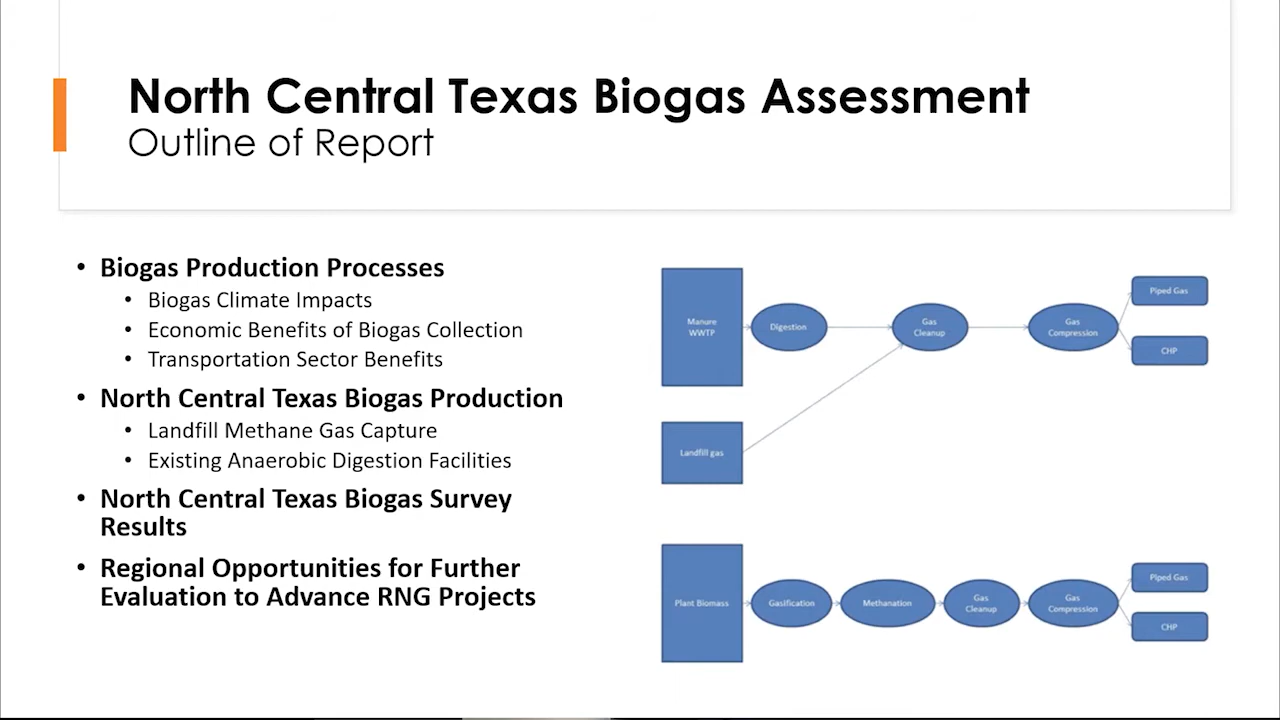 North Central Texas Biogas Assessment
Outline of Report
• Biogas Production Processes
• Biogas Climate Impacts
• Economic Benefits of Biogas Collection
• Transportation Sector Benefits
• North Central Texas Biogas Production
• Landfill Methane Gas Capture
• Existing Anaerobic Digestion Facilities
• North Central Texas Biogas Survey
Results
• Regional Opportunities for Further
Evaluation to Advance RNG Projects
Manure
WWTP
Digestion
Gas
Cleanup
Gas
Compression
Piped Gas
CHP
Landfill gas
Plant Biomass
Gasification
Methanation
Gas
Cleanup
Gas
Compression
Piped Gas
CHP